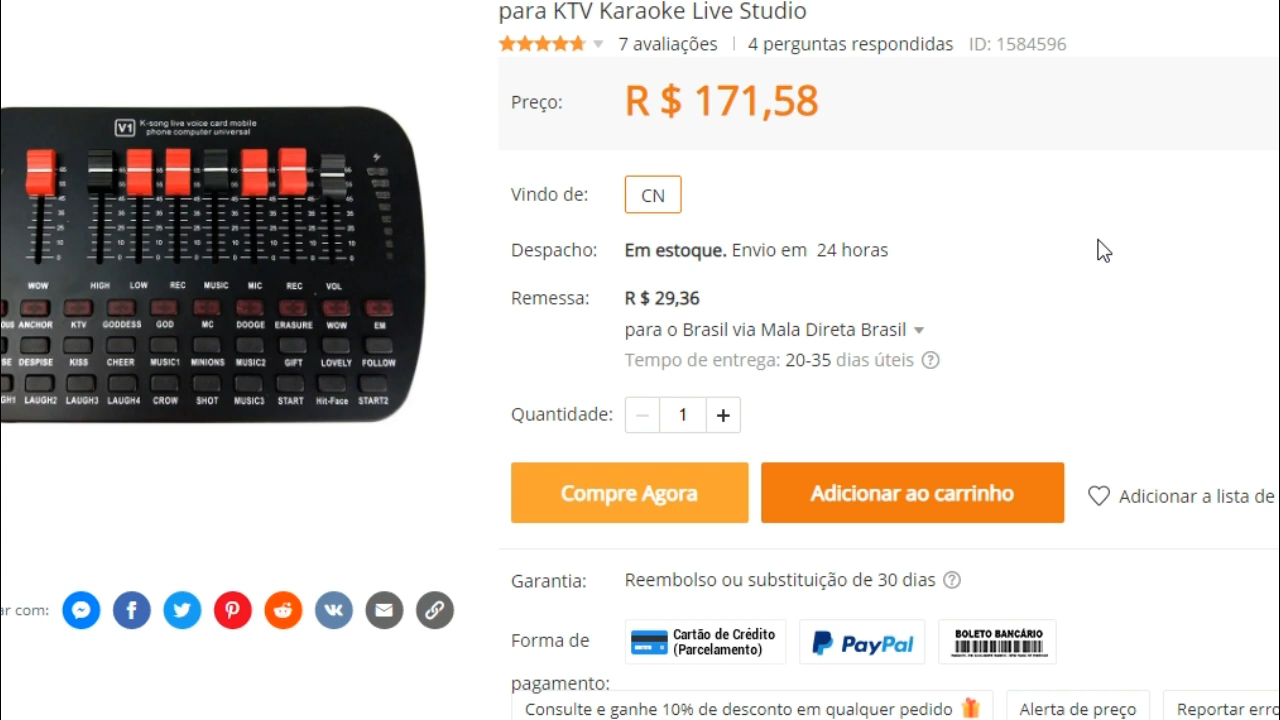 para KTV Karaoke Live Studio
7 avaliações
4 perguntas respondidas
ID: 1584596
Preço:
R $ 171,58
V1
K-song live voice card mobile
phone computer universal
Vindo de:
CN
Despacho:
Em estoque. Envio em 24 horas
Remessa:
R $ 29,36
para o Brasil via Mala Direta Brasil
Tempo de entrega: 20-35 dias úteis
WOW HIGH LOW REC MUSIC MIC REC VOL
ANCHOR KTV GODDESS GOD MC DOOGE ERASURE WOW EM
DESPISE KISS CHEER MUSIC1 MINIONS MUSIC2 GIFT LOVELY FOLLOW
LAUGH2 LAUGH3 LAUGH4 CROW SHOT MUSIC3 START Hit-Face START2
Quantidade:
1
Compre Agora
Adicionar ao carrinho
Adicionar a lista de
Garantia:
Reembolso ou substituição de 30 dias
ar com:
Forma de
pagamento:
Cartão de Crédito
(Parcelamento)
PayPal
BOLETO BANCÁRIO
Consulte e ganhe 10% de desconto em qualquer pedido
Alerta de preço
Reportar erro